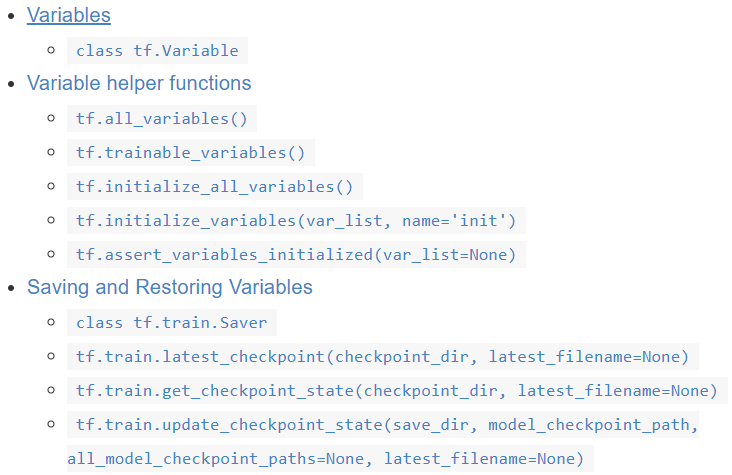 Variables
class tf.Variable
Variable helper functions
tf.all_variables()
tf.trainable_variables()
tf.initialize_all_variables()
tf.initialize_variables(var_list, name='init')
tf.assert_variables_initialized(var_list=None)
Saving and Restoring Variables
class tf.train.Saver
tf.train.latest_checkpoint(checkpoint_dir, latest_filename=None)
tf.train.get_checkpoint_state(checkpoint_dir, latest_filename=None)
tf.train.update_checkpoint_state(save_dir, model_checkpoint_path,
all_model_checkpoint_paths=None, latest_filename=None)